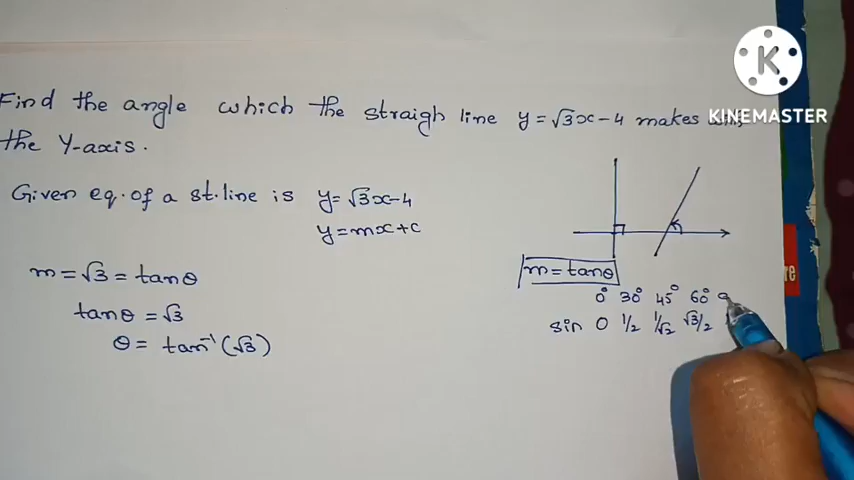 Find the angle which the straigh line y = √3x - 4 makes
the Y-axis.
Given eq. of a st. line is y = √3x-4
y = mx + c
m = √3 = tanθ
tanθ = √3
θ = tan⁻¹(√3)
m = tanθ
0° 30° 45° 60°
sin 0 1/2 1/√2 √3/2
K
KINEMASTER
re